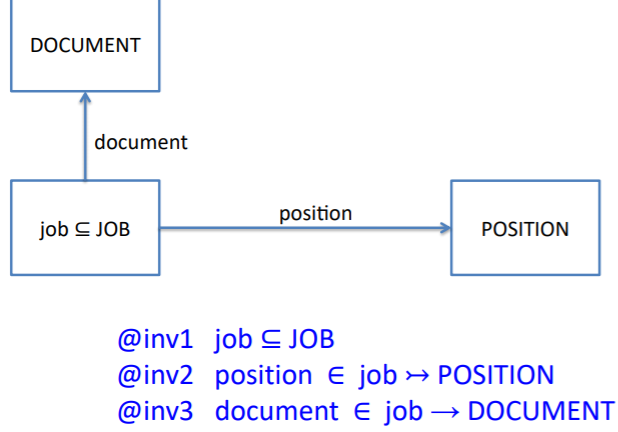 DOCUMENT
document
job ⊆ JOB
position
POSITION
@inv1 job ⊆ JOB
@inv2 position ∈ job ↣ POSITION
@inv3 document ∈ job → DOCUMENT